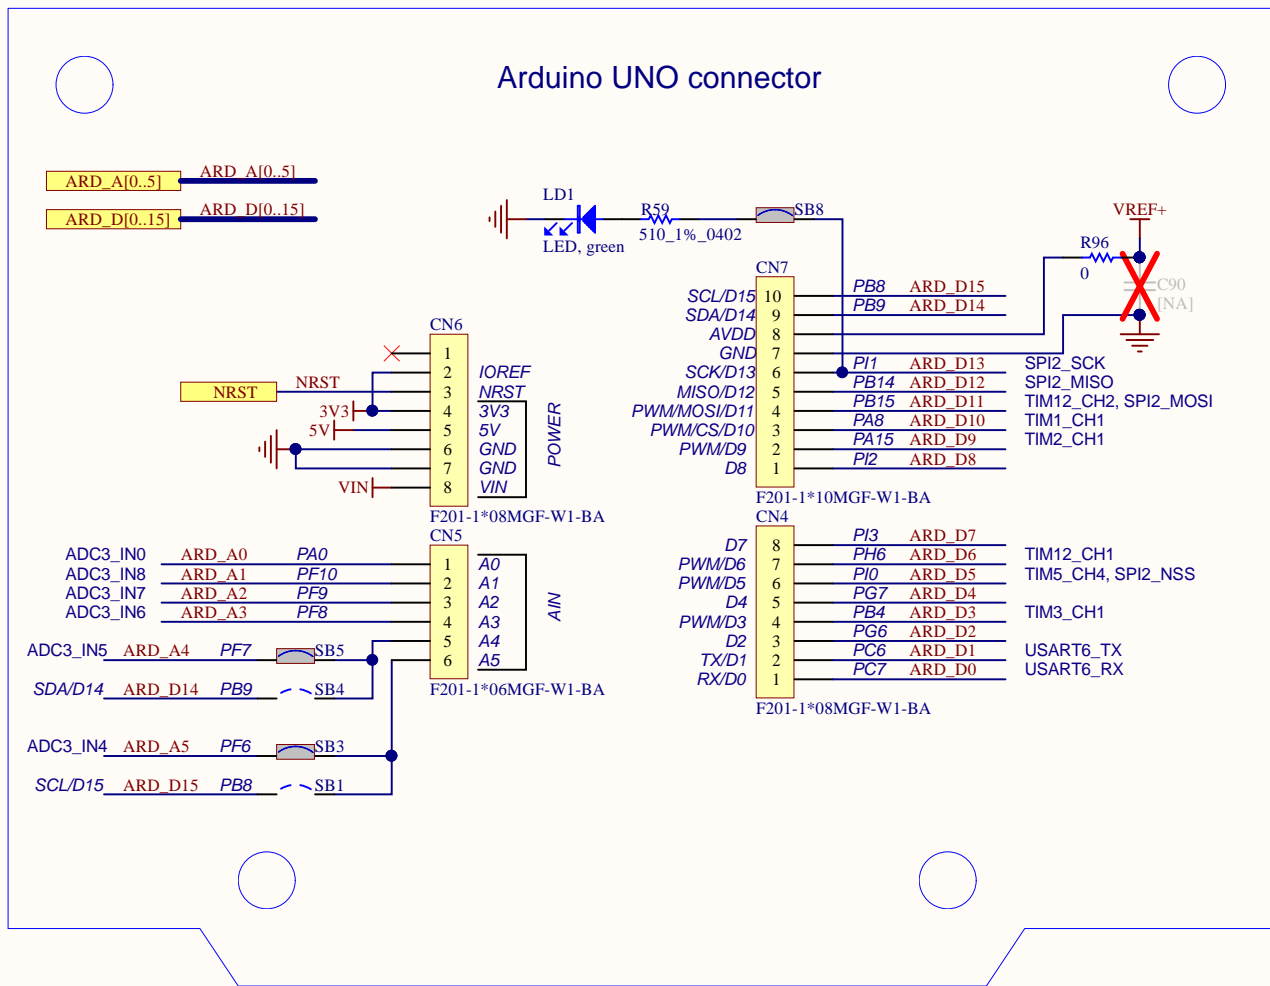 Arduino UNO connector
ARD_A[0..5] ARD_A[0..5]
ARD_D[0..15] ARD_D[0..15]
LD1
LED, green
R59
510_1%_0402
SB8
VREF+
R96
0
C90
[NA]
CN7
SCL/D15 10 PB8 ARD_D15
SDA/D14 9 PB9 ARD_D14
AVDD 8
GND 7
SCK/D13 6 PI1 ARD_D13 SPI2_SCK
MISO/D12 5 PB14 ARD_D12 SPI2_MISO
PWM/MOSI/D11 4 PB15 ARD_D11 TIM12_CH2, SPI2_MOSI
PWM/CS/D10 3 PA8 ARD_D10 TIM1_CH1
PWM/D9 2 PA15 ARD_D9 TIM2_CH1
D8 1 PI2 ARD_D8
F201-1*10MGF-W1-BA
CN6
1
2 IOREF
NRST NRST 3 NRST
3V3 4 3V3
5V 5 5V
6 GND
7 GND
VIN 8 VIN
POWER
F201-1*08MGF-W1-BA
CN5
ADC3_IN0 ARD_A0 PA0 1 A0
ADC3_IN8 ARD_A1 PF10 2 A1
ADC3_IN7 ARD_A2 PF9 3 A2
ADC3_IN6 ARD_A3 PF8 4 A3
5 A4
6 A5
AIN
F201-1*06MGF-W1-BA
ADC3_IN5 ARD_A4 PF7 SB5
SDA/D14 ARD_D14 PB9 SB4
ADC3_IN4 ARD_A5 PF6 SB3
SCL/D15 ARD_D15 PB8 SB1
CN4
D7 8 PI3 ARD_D7
PWM/D6 7 PH6 ARD_D6 TIM12_CH1
PWM/D5 6 PI0 ARD_D5 TIM5_CH4, SPI2_NSS
D4 5 PG7 ARD_D4
PWM/D3 4 PB4 ARD_D3 TIM3_CH1
D2 3 PG6 ARD_D2
TX/D1 2 PC6 ARD_D1 USART6_TX
RX/D0 1 PC7 ARD_D0 USART6_RX
F201-1*08MGF-W1-BA